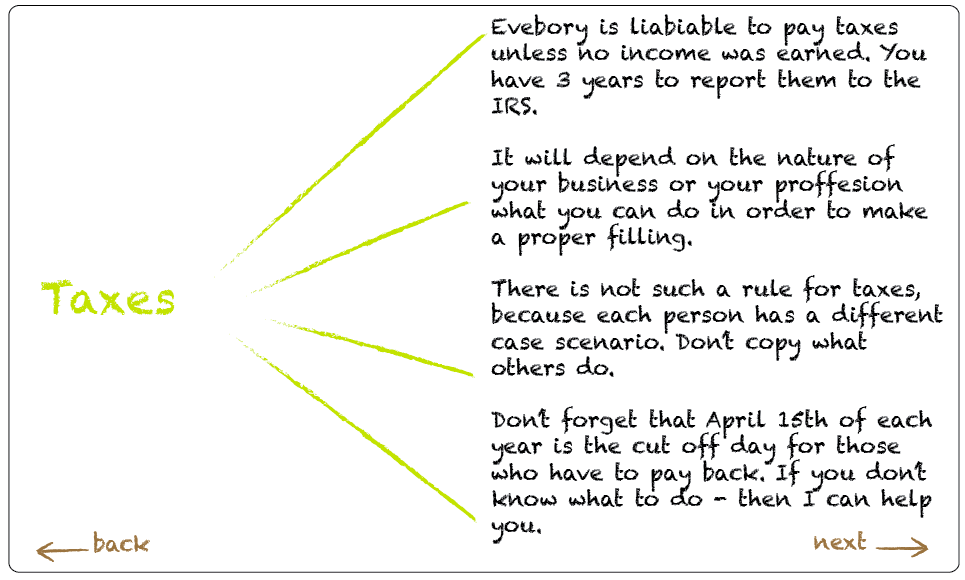 Taxes
Evebory is liabiable to pay taxes
unless no income was earned. You
have 3 years to report them to the
IRS.
It will depend on the nature of
your business or your proffesion
what you can do in order to make
a proper filling.
There is not such a rule for taxes,
because each person has a different
case scenario. Don't copy what
others do.
Don't forget that April 15th of each
year is the cut off day for those
who have to pay back. If you don't
know what to do - then I can help
you.
back
next